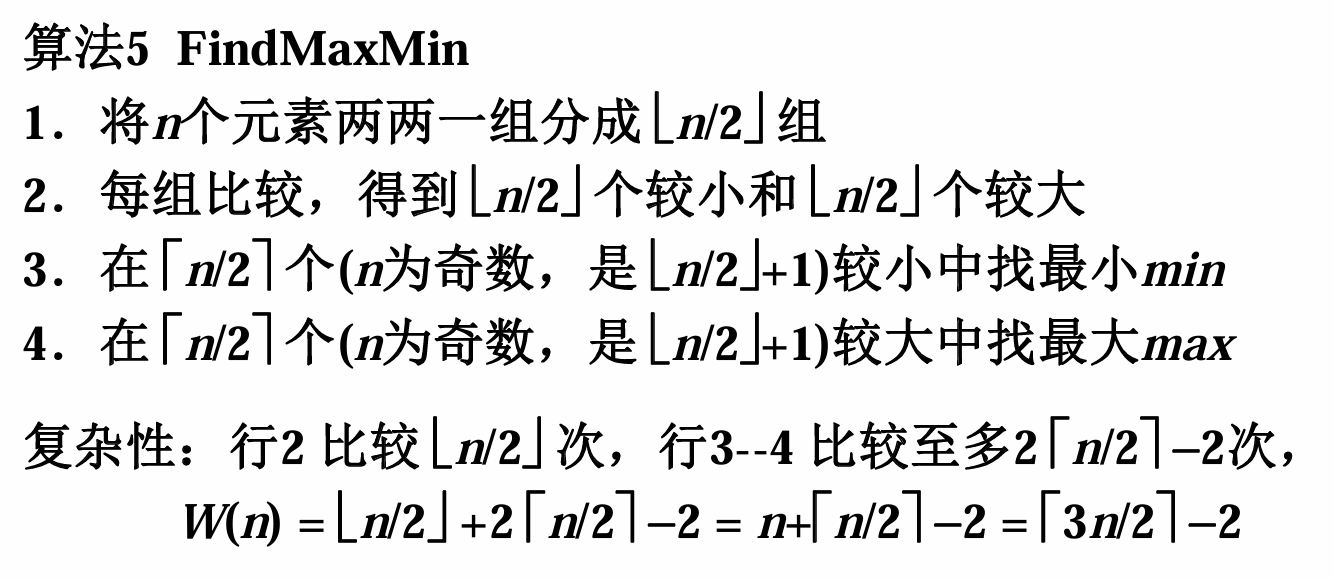 算法5 FindMaxMin
1. 将n个元素两两一组分成⌊n/2⌋组
2. 每组比较，得到⌊n/2⌋个较小和⌊n/2⌋个较大
3. 在⌈n/2⌉个(n为奇数，是⌊n/2⌋+1)较小中找最小min
4. 在⌈n/2⌉个(n为奇数，是⌊n/2⌋+1)较大中找最大max
复杂性：行2 比较⌊n/2⌋次，行3--4 比较至多2⌈n/2⌉−2次，
W(n) = ⌊n/2⌋+2⌈n/2⌉−2 = n+⌈n/2⌉−2 =⌈3n/2⌉−2